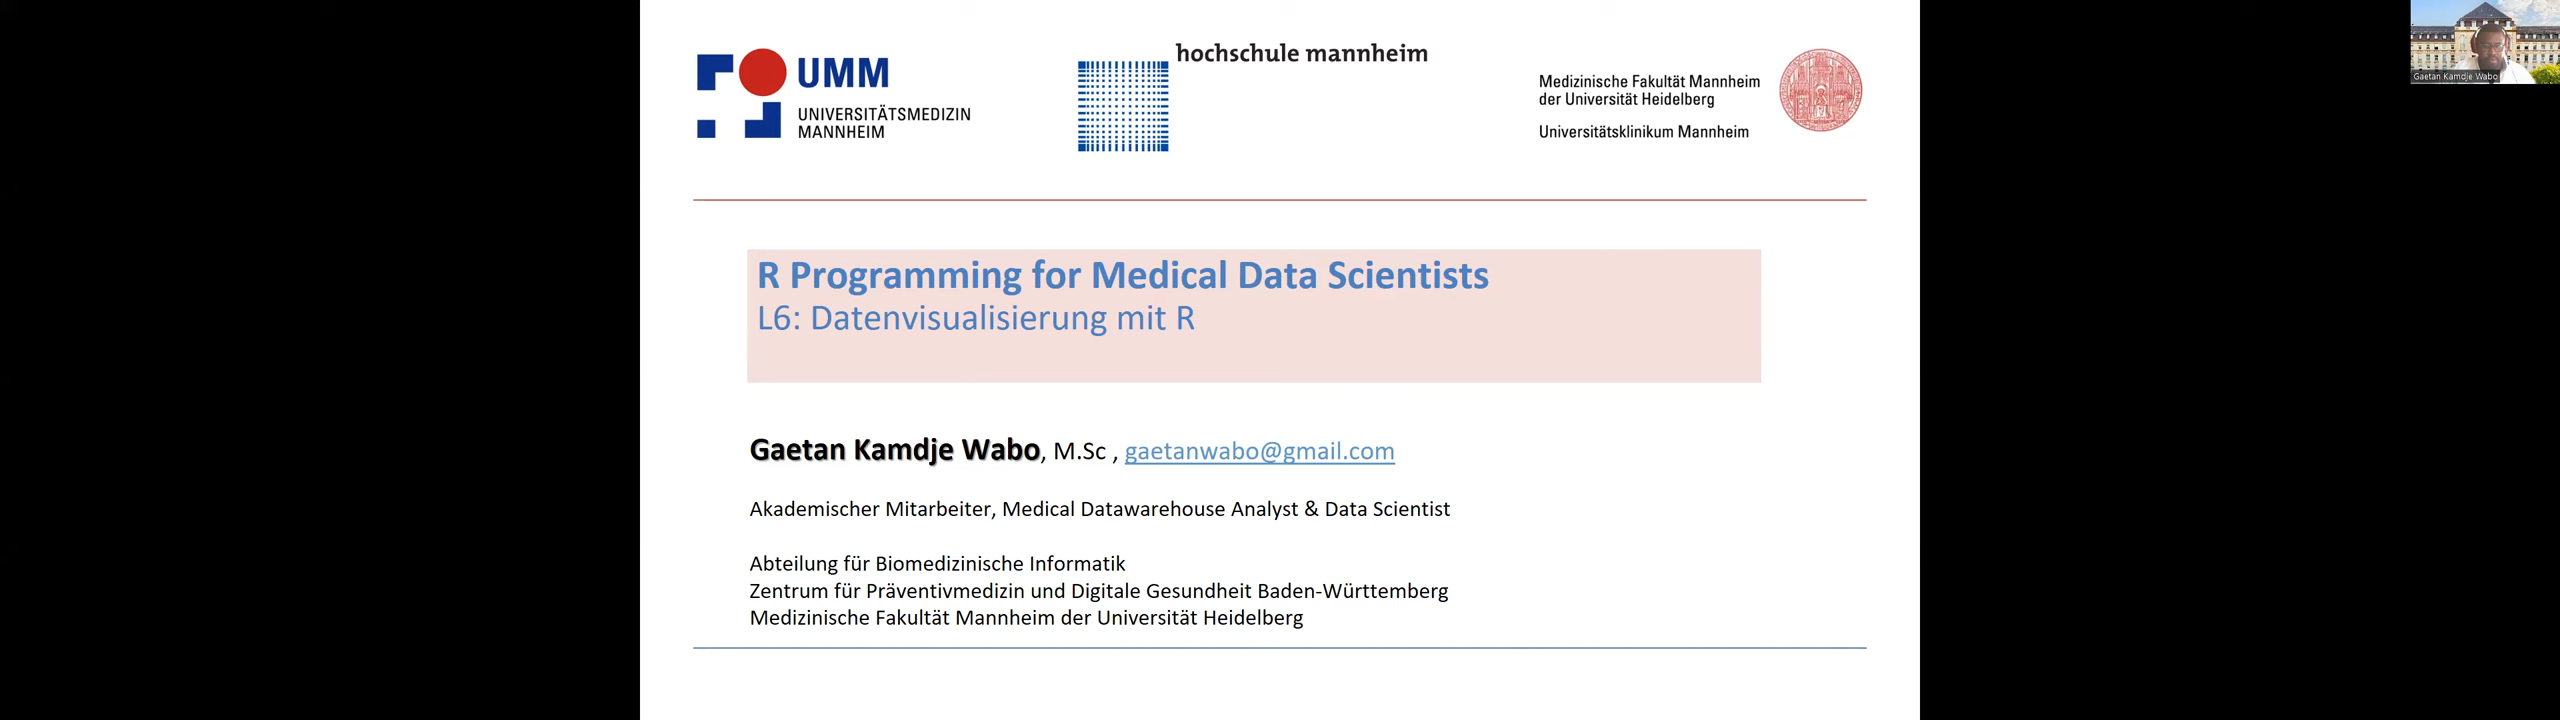 UMM
UNIVERSITÄTSMEDIZIN
MANNHEIM
hochschule mannheim
Medizinische Fakultät Mannheim
der Universität Heidelberg
Universitätsklinikum Mannheim
Gaetan Kamdje Wabo
R Programming for Medical Data Scientists
L6: Datenvisualisierung mit R
Gaetan Kamdje Wabo, M.Sc , gaetanwabo@gmail.com
Akademischer Mitarbeiter, Medical Datawarehouse Analyst & Data Scientist
Abteilung für Biomedizinische Informatik
Zentrum für Präventivmedizin und Digitale Gesundheit Baden-Württemberg
Medizinische Fakultät Mannheim der Universität Heidelberg